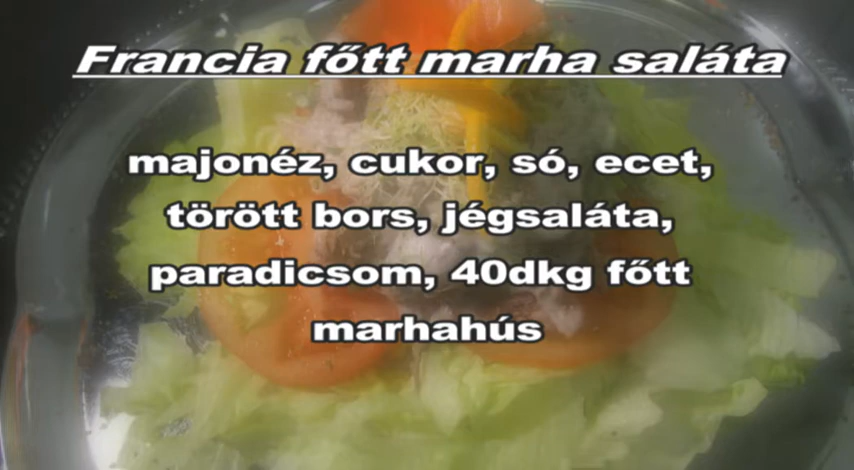 Francia főtt marha saláta
majonéz, cukor, só, ecet,
törött bors, jégsaláta,
paradicsom, 40dkg főtt
marhahús